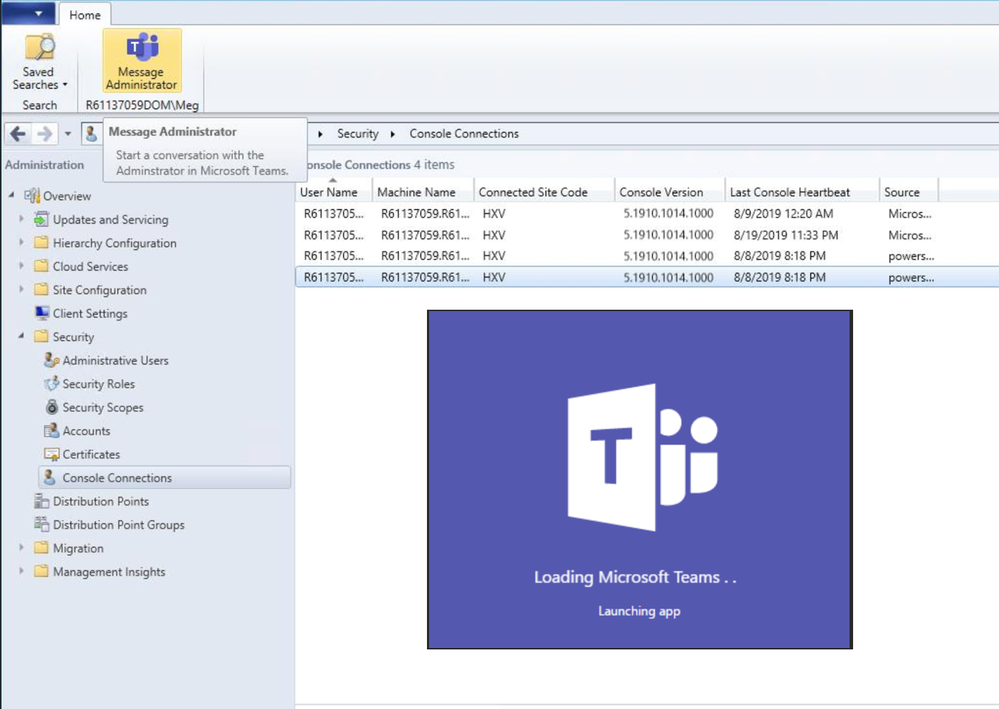 Home
Saved
Searches
Search
Message
Administrator
R61137059DOM\Meg
Message Administrator
Start a conversation with the
Adminstrator in Microsoft Teams.
Security
Console Connections
Administration
onsole Connections 4 items
User Name Machine Name Connected Site Code Console Version Last Console Heartbeat Source
R6113705... R61137059.R61... HXV 5.1910.1014.1000 8/9/2019 12:20 AM Micros...
R6113705... R61137059.R61... HXV 5.1910.1014.1000 8/19/2019 11:33 PM Micros...
R6113705... R61137059.R61... HXV 5.1910.1014.1000 8/8/2019 8:18 PM powers...
R6113705... R61137059.R61... HXV 5.1910.1014.1000 8/8/2019 8:18 PM powers...
Overview
Updates and Servicing
Hierarchy Configuration
Cloud Services
Site Configuration
Client Settings
Security
Administrative Users
Security Roles
Security Scopes
Accounts
Certificates
Console Connections
Distribution Points
Distribution Point Groups
Migration
Management Insights
T
Loading Microsoft Teams . .
Launching app